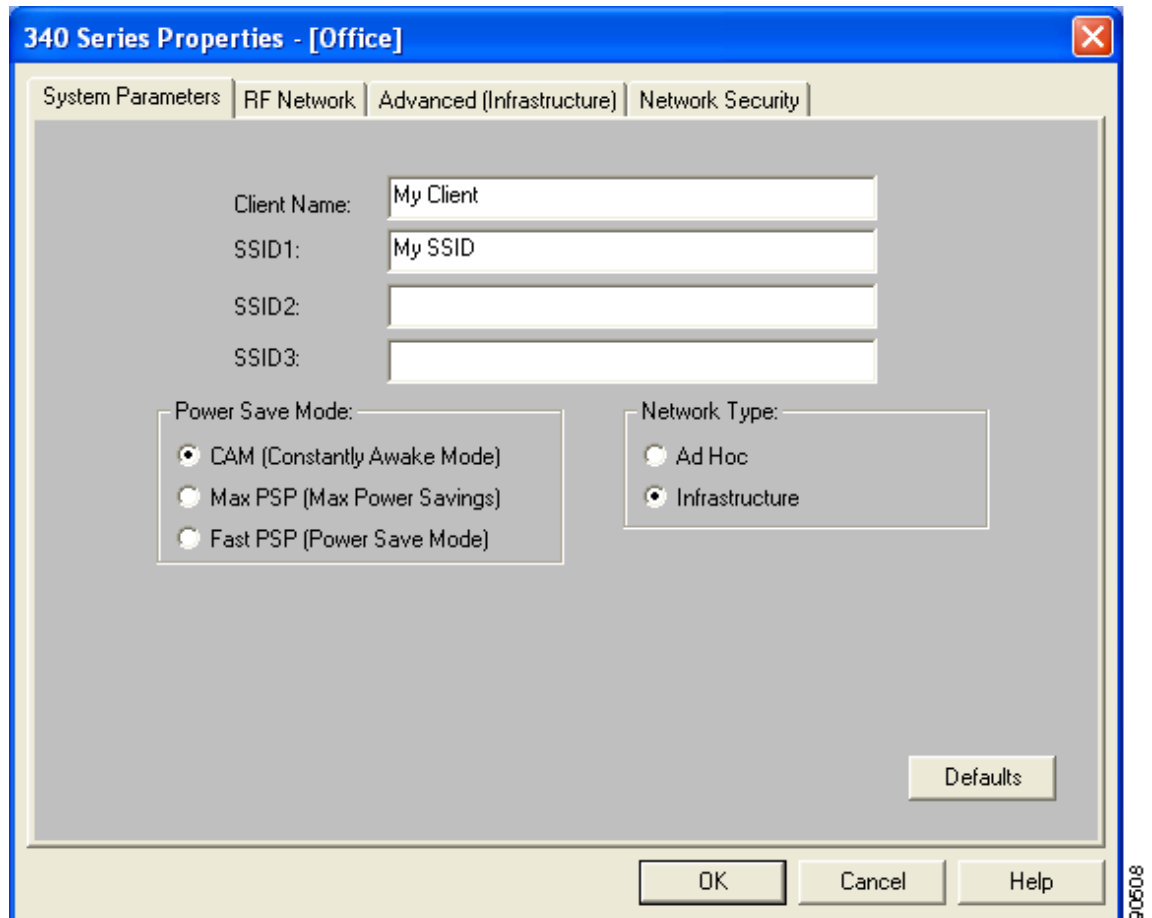 340 Series Properties - [Office]
System Parameters RF Network Advanced (Infrastructure) Network Security
Client Name: My Client
SSID1: My SSID
SSID2:
SSID3:
Power Save Mode:
CAM (Constantly Awake Mode)
Max PSP (Max Power Savings)
Fast PSP (Power Save Mode)
Network Type:
Ad Hoc
Infrastructure
Defaults
OK Cancel Help
90508